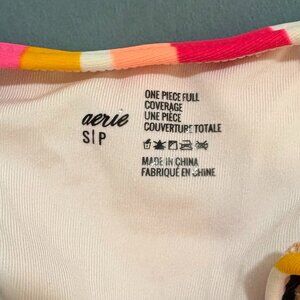 aerie
S|P
ONE PIECE FULL
COVERAGE
UNE PIÈCE
COUVERTURE TOTALE
MADE IN CHINA
FABRIQUÉ EN CHINE